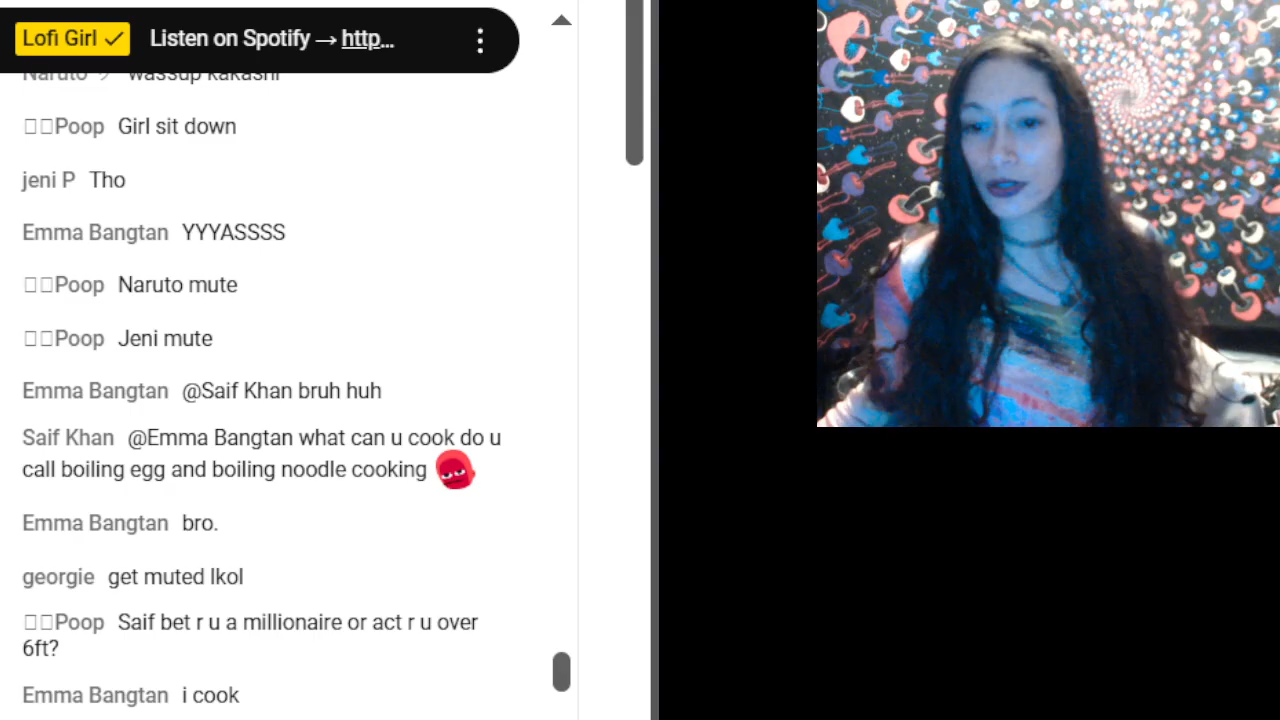 Lofi Girl ✓ Listen on Spotify → http...
Naruto wassup kakashi
Poop Girl sit down
jeni P Tho
Emma Bangtan YYYASSSS
Poop Naruto mute
Poop Jeni mute
Emma Bangtan @Saif Khan bruh huh
Saif Khan @Emma Bangtan what can u cook do u
call boiling egg and boiling noodle cooking
Emma Bangtan bro.
georgie get muted lkol
Poop Saif bet r u a millionaire or act r u over
6ft?
Emma Bangtan i cook